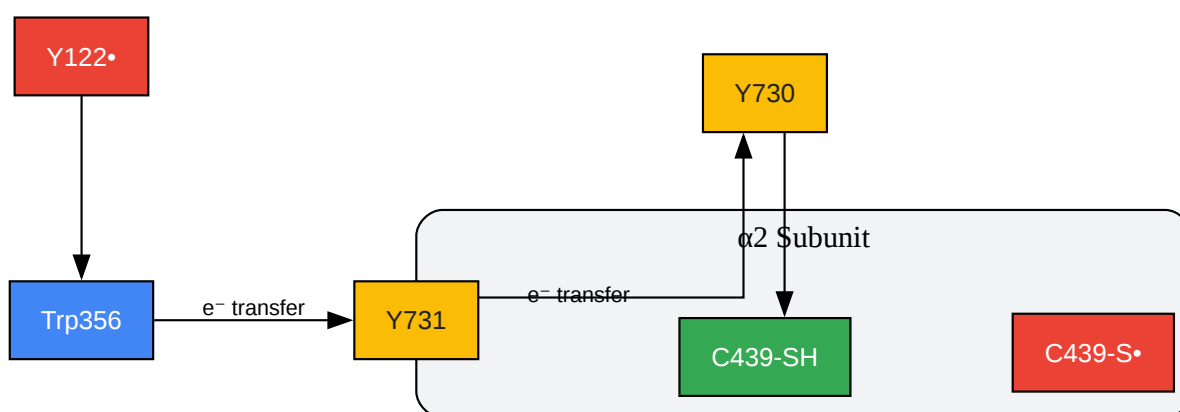 Y122•
Y730
α2 Subunit
Trp356
e⁻ transfer
Y731
e⁻ transfer
C439-SH
C439-S•